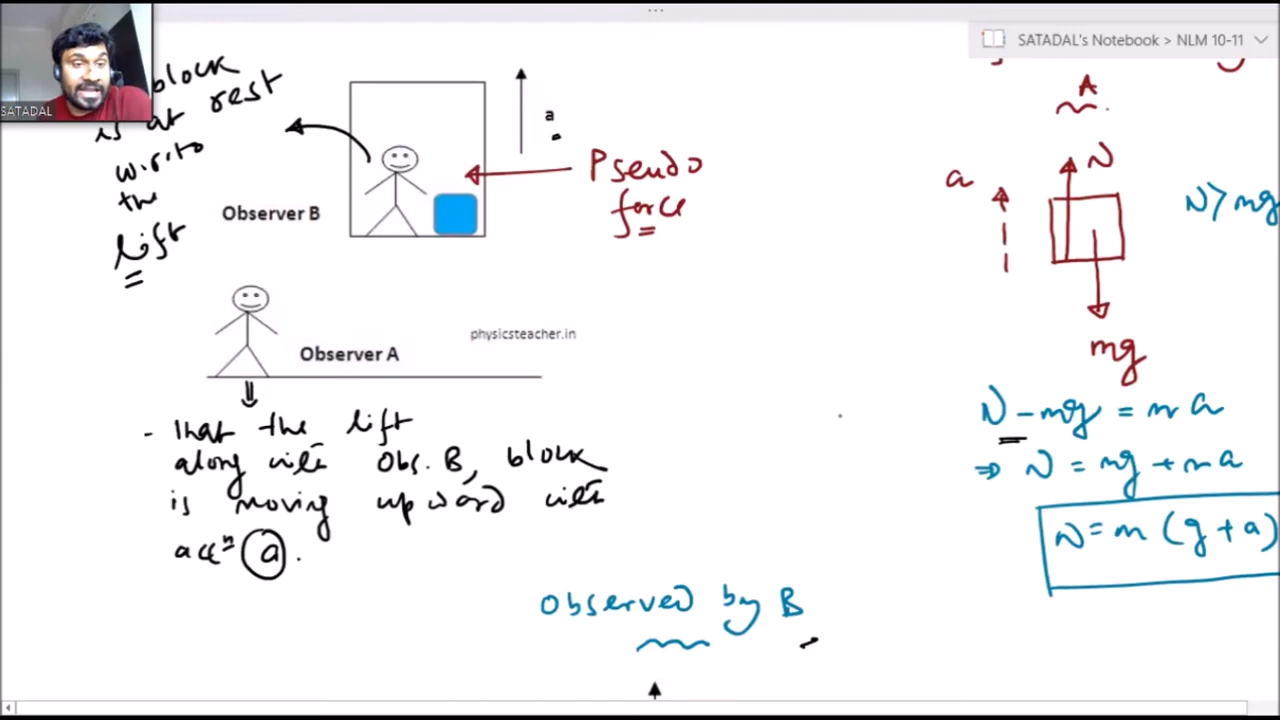 SATADAL's Notebook > NLM 10-11
SATADAL
block
is at rest
w.r.to
the
lift
a
Observer B
Pseudo
force
A
N
a
N>mg
mg
Observer A
physicsteacher.in
- that the lift
along with Obs. B, block
is moving upward with
accn a.
N - mg = ma
⇒ N = mg + ma
N = m (g + a)
Observed by B